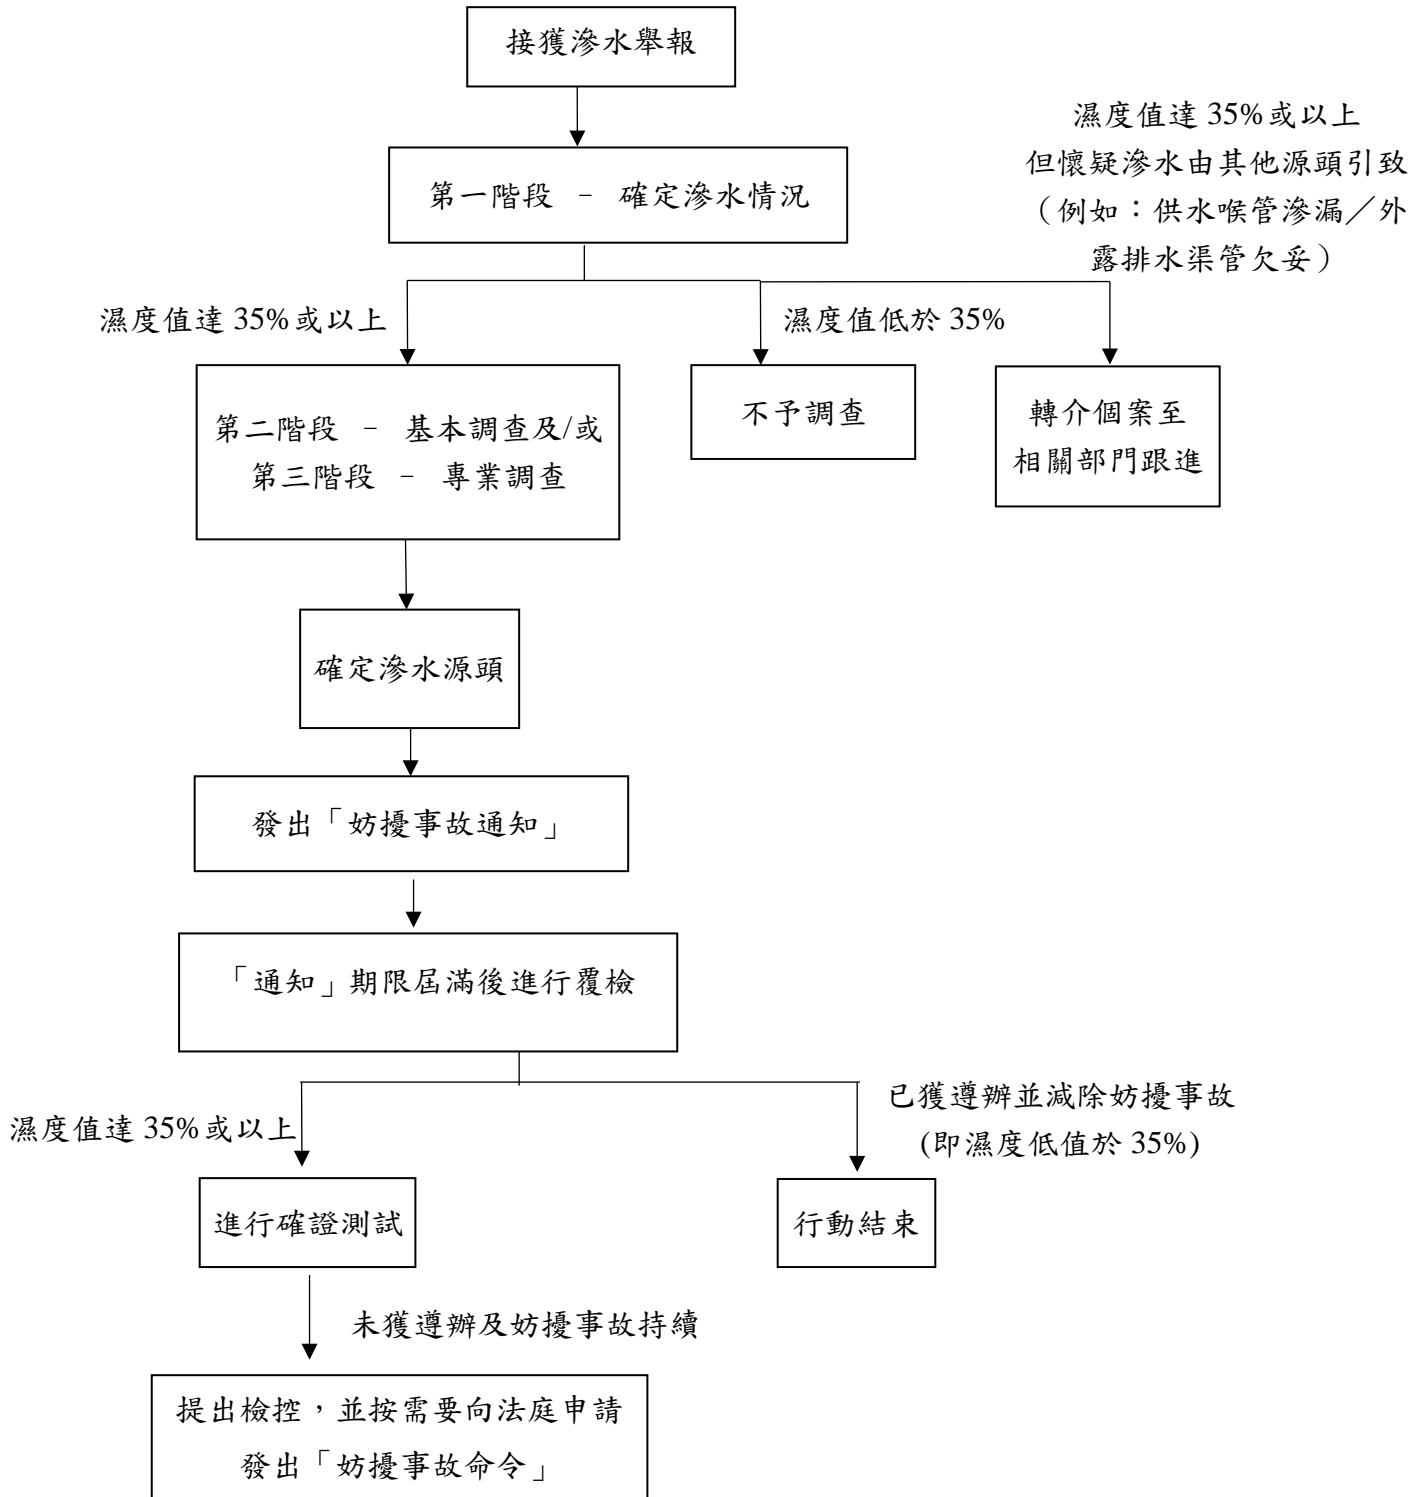 接獲滲水舉報
第一階段 – 確定滲水情況
濕度值達 35%或以上
但懷疑滲水由其他源頭引致
（例如：供水喉管滲漏／外
露排水渠管欠妥）
濕度值達 35%或以上
濕度值低於 35%
第二階段 – 基本調查及/或
第三階段 – 專業調查
不予調查
轉介個案至
相關部門跟進
確定滲水源頭
發出「妨擾事故通知」
「通知」期限屆滿後進行覆檢
濕度值達 35%或以上
已獲遵辦並減除妨擾事故
(即濕度低值於 35%)
進行確證測試
行動結束
未獲遵辦及妨擾事故持續
提出檢控，並按需要向法庭申請
發出「妨擾事故命令」